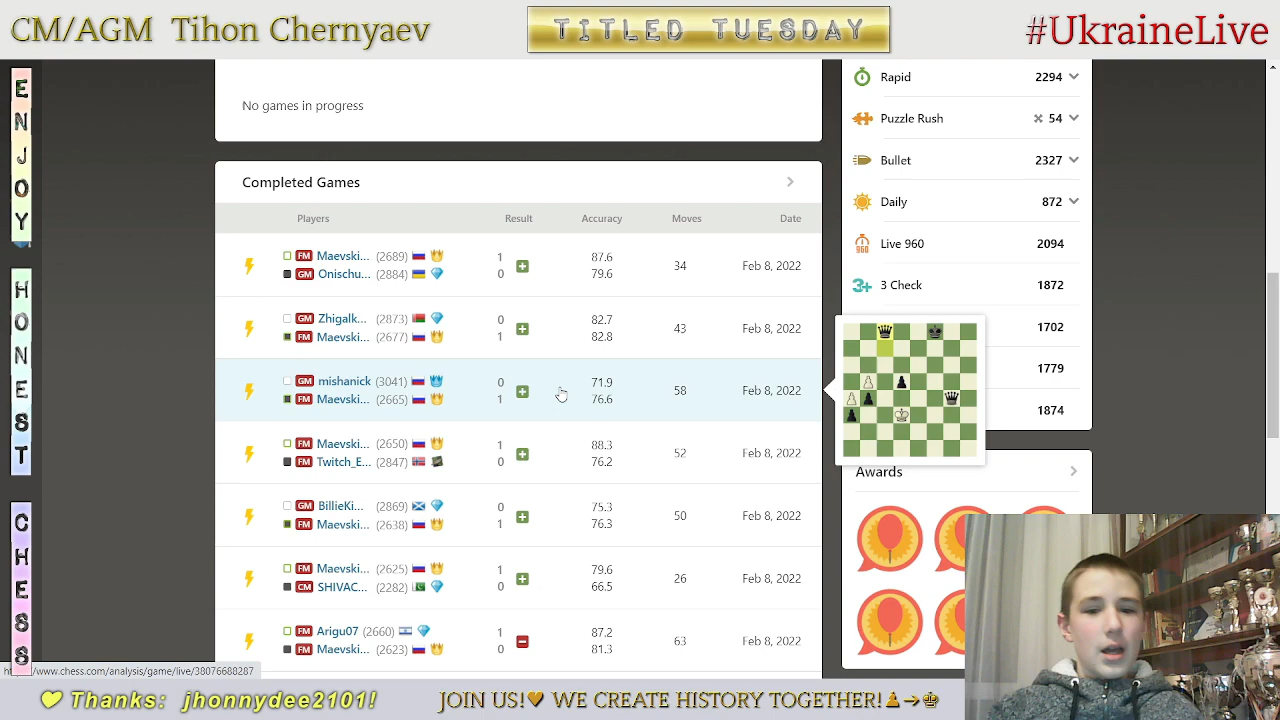 CM/AGM Tihon Chernyaev
TITLED TUESDAY
#UkraineLive
ENJOY
HONEST
CHESS
No games in progress
Completed Games
Players Result Accuracy Moves Date
FM Maevski... (2689) 1 87.6
GM Onischu... (2884) 0 79.6
34 Feb 8, 2022
GM Zhigalk... (2873) 0 82.7
FM Maevski... (2677) 1 82.8
43 Feb 8, 2022
GM mishanick (3041) 0 71.9
FM Maevski... (2665) 1 76.6
58 Feb 8, 2022
FM Maevski... (2650) 1 88.3
FM Twitch_E... (2847) 0 76.2
52 Feb 8, 2022
GM BillieKi... (2869) 0 75.3
FM Maevski... (2638) 1 76.3
50 Feb 8, 2022
FM Maevski... (2625) 1 79.6
CM SHIVAC... (2282) 0 66.5
26 Feb 8, 2022
FM Arigu07 (2660) 1 87.2
FM Maevski... (2623) 0 81.3
63 Feb 8, 2022
Rapid 2294
Puzzle Rush 54
Bullet 2327
Daily 872
960 Live 960 2094
3+ 3 Check 1872
1702
1779
1874
Awards
www.chess.com/analysis/game/live/38076688287
Thanks: jhonnydee2101!
JOIN US! WE CREATE HISTORY TOGETHER!